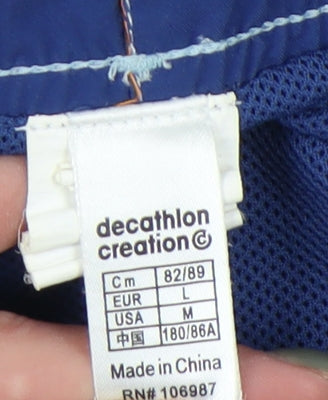 decathlon
creation ©
Cm 82/89
EUR L
USA M
中国 180/86A
Made in China
RN# 106987